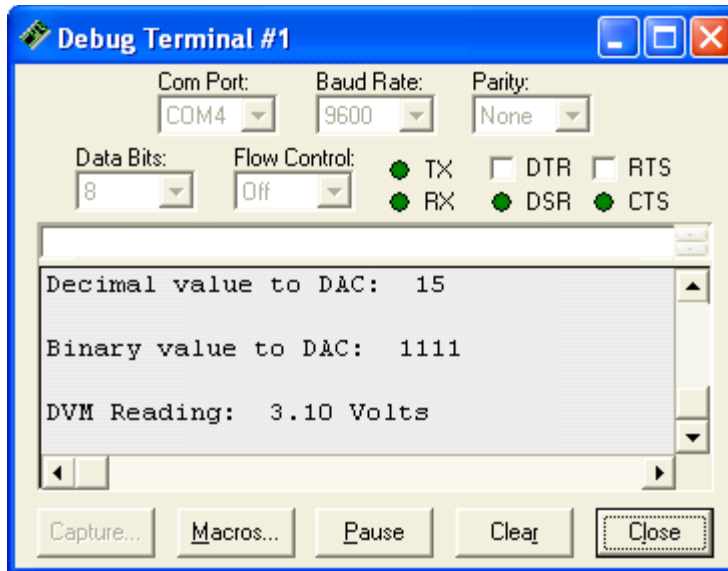 Debug Terminal #1
Com Port: Baud Rate: Parity:
COM4 9600 None
Data Bits: Flow Control: TX DTR RTS
8 Off RX DSR CTS
Decimal value to DAC:  15
Binary value to DAC:  1111
DVM Reading:  3.10 Volts
Capture... Macros... Pause Clear Close